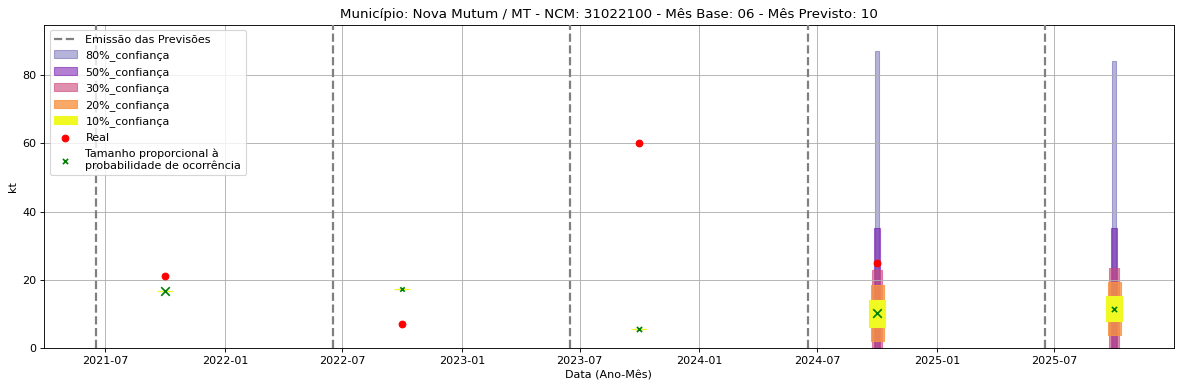 Município: Nova Mutum / MT - NCM: 31022100 - Mês Base: 06 - Mês Previsto: 10
Emissão das Previsões
80%_confiança
50%_confiança
30%_confiança
20%_confiança
10%_confiança
Real
Tamanho proporcional à
probabilidade de ocorrência
kt
80
60
40
20
0
2021-07
2022-01
2022-07
2023-01
2023-07
2024-01
2024-07
2025-01
2025-07
Data (Ano-Mês)